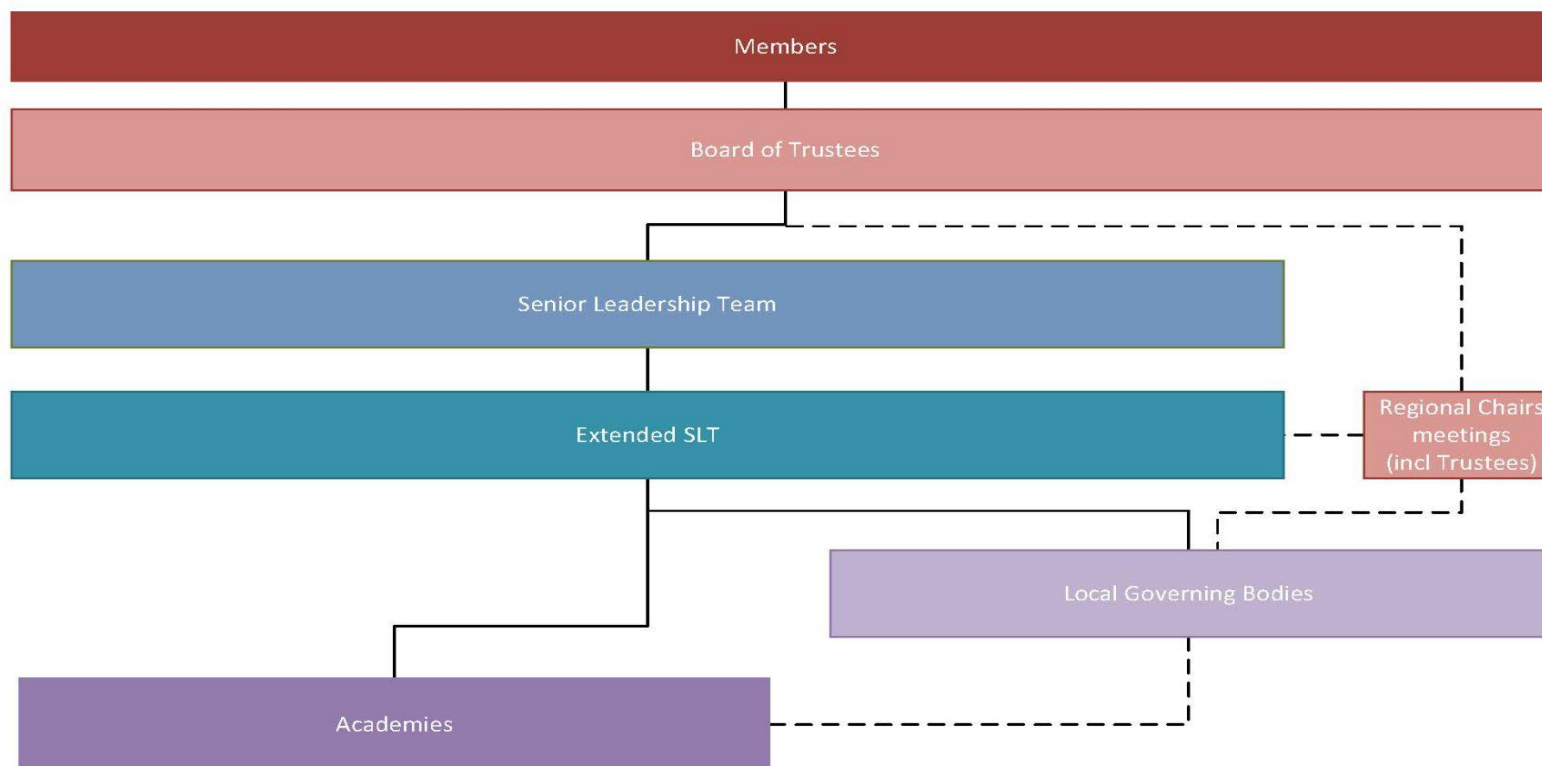 Members
Board of Trustees
Senior Leadership Team
Extended SLT
Regional Chairs
meetings
(incl Trustees)
Local Governing Bodies
Academies